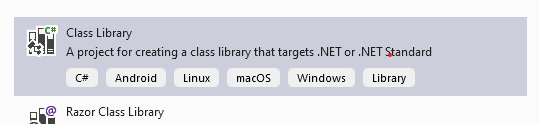 C#
Class Library
A project for creating a class library that targets .NET or .NET Standard
C# Android Linux macOS Windows Library
@
Razor Class Library